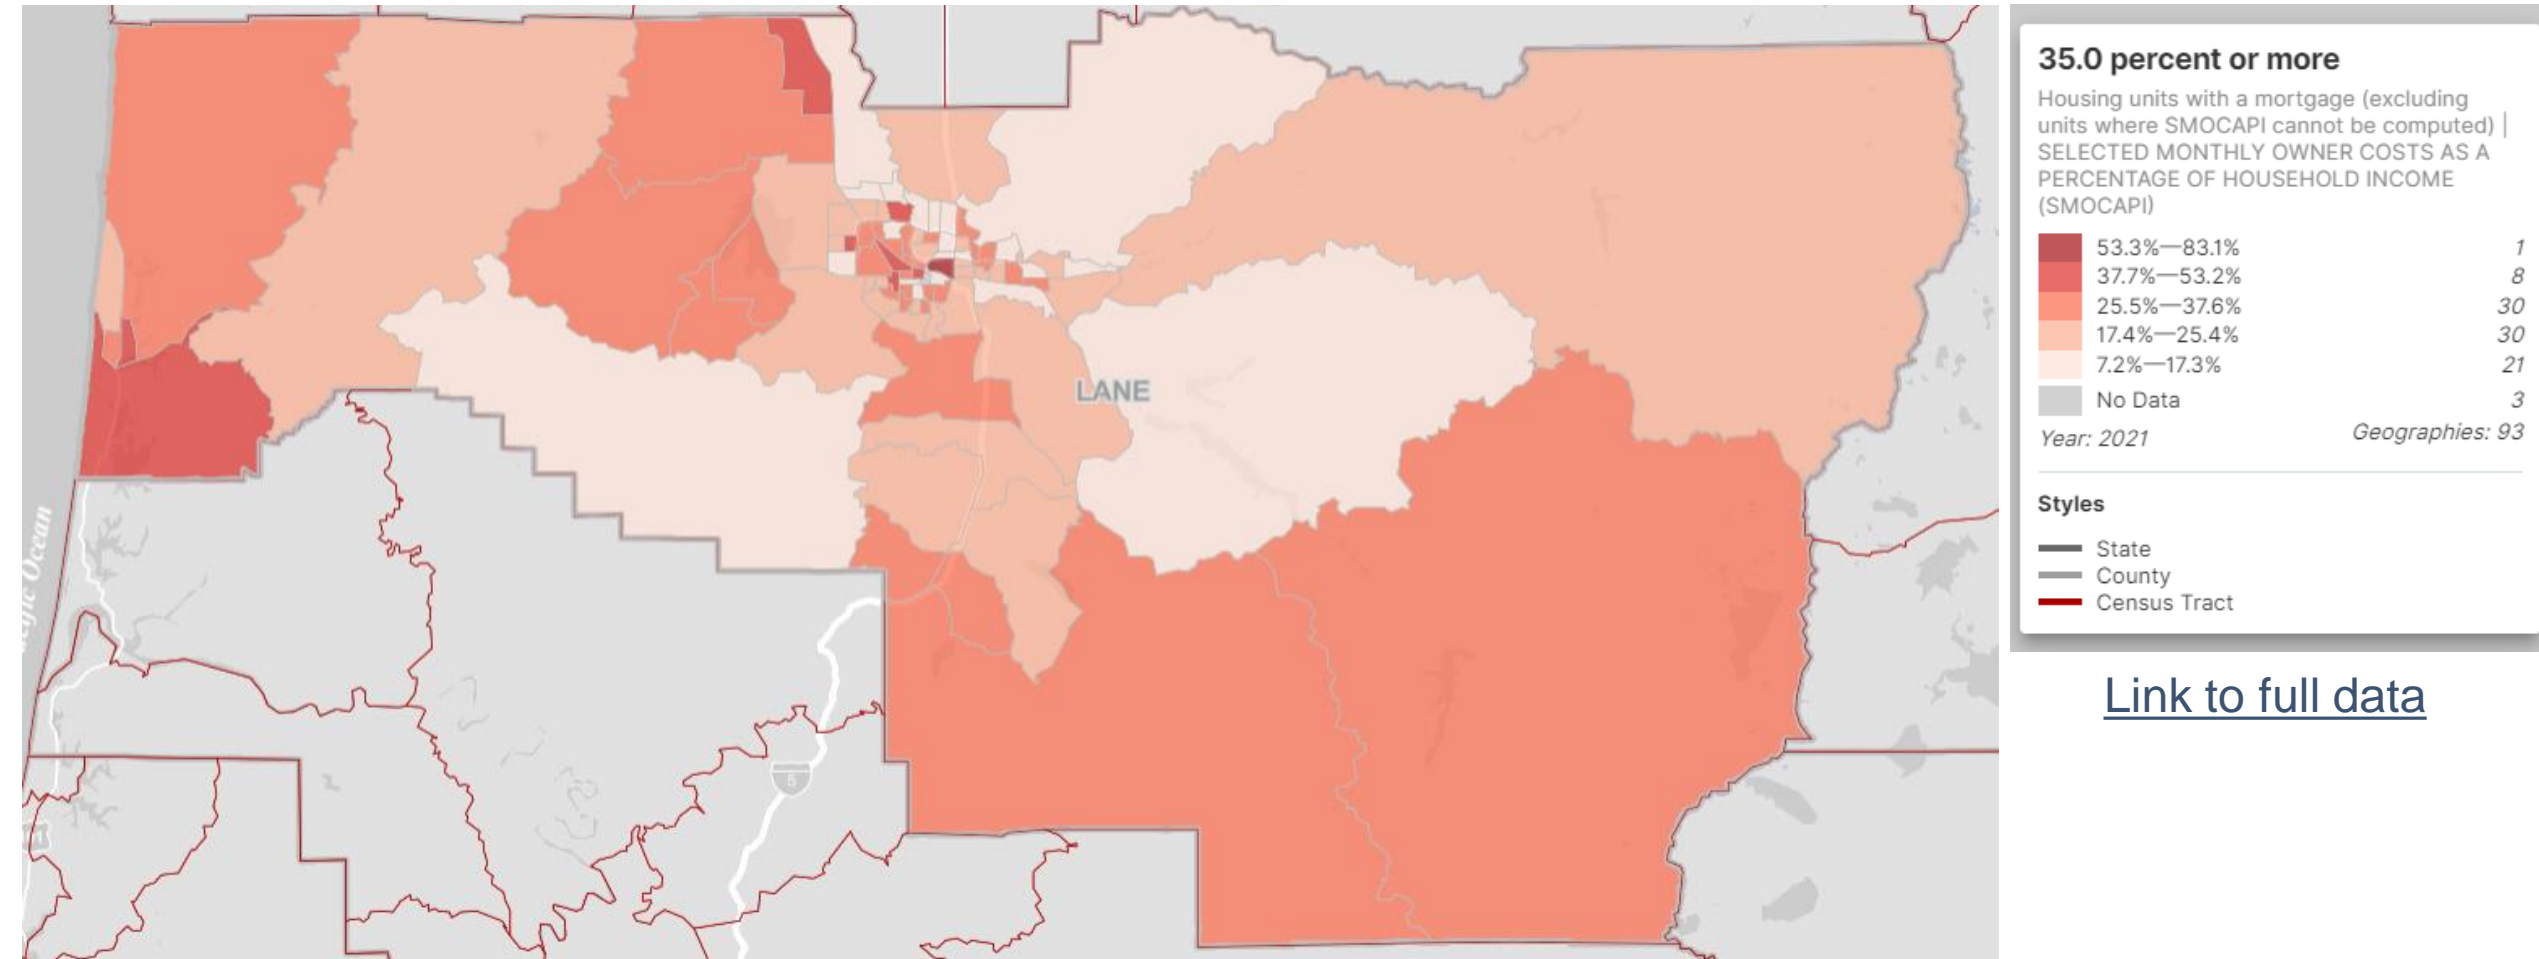 LANE
5
35.0 percent or more
Housing units with a mortgage (excluding
units where SMOCAPI cannot be computed) |
SELECTED MONTHLY OWNER COSTS AS A
PERCENTAGE OF HOUSEHOLD INCOME
(SMOCAPI)
53.3%—83.1% 1
37.7%—53.2% 8
25.5%—37.6% 30
17.4%—25.4% 30
7.2%—17.3% 21
No Data 3
Year: 2021 Geographies: 93
Styles
State
County
Census Tract
Link to full data
Ocean